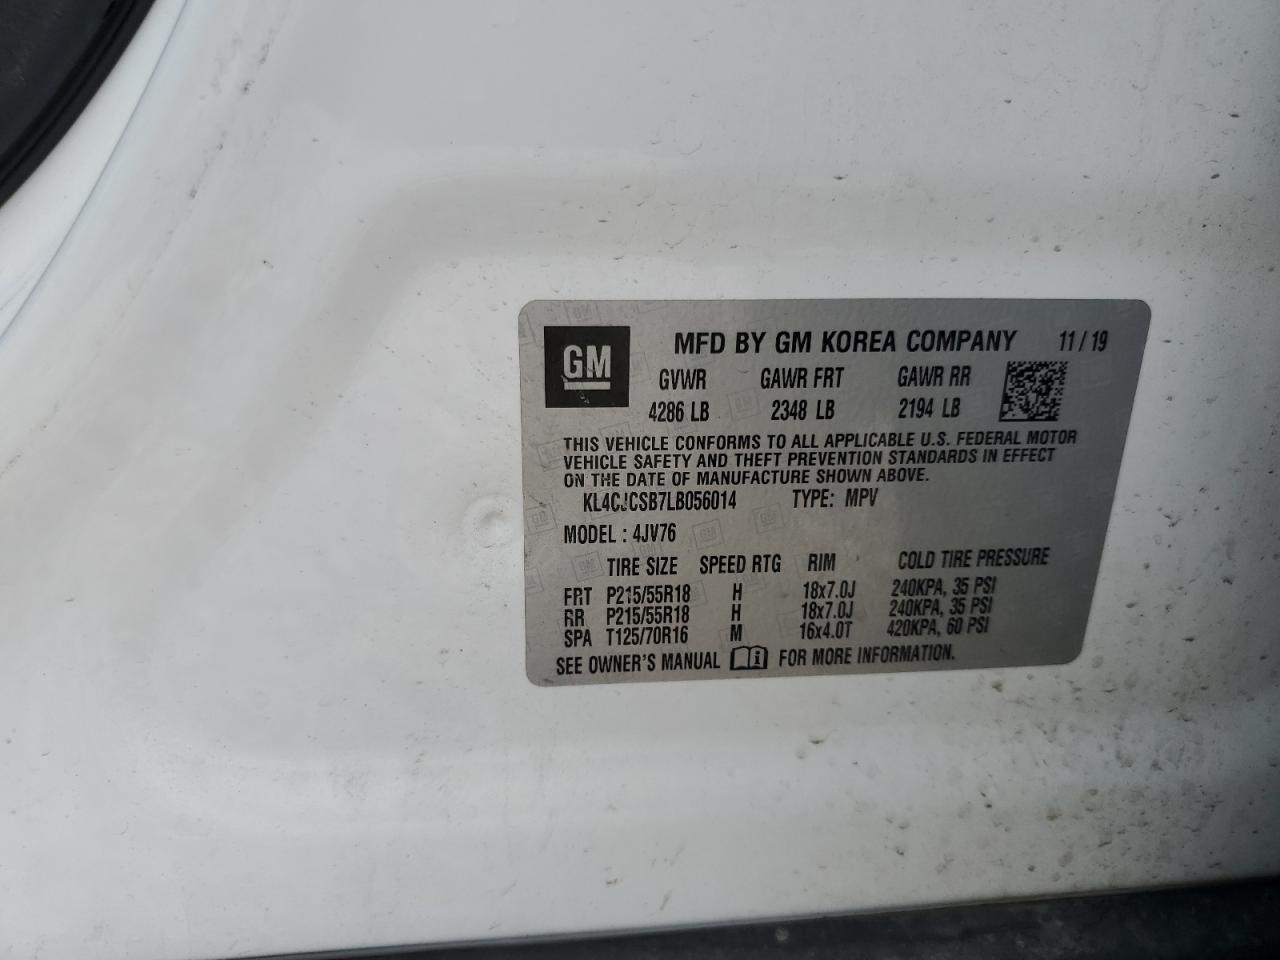 GM
MFD BY GM KOREA COMPANY 11/19
GVWR GAWR FRT GAWR RR
4286 LB 2348 LB 2194 LB
THIS VEHICLE CONFORMS TO ALL APPLICABLE U.S. FEDERAL MOTOR
VEHICLE SAFETY AND THEFT PREVENTION STANDARDS IN EFFECT
ON THE DATE OF MANUFACTURE SHOWN ABOVE.
KL4CJCSB7LB056014 TYPE: MPV
MODEL : 4JV76
TIRE SIZE SPEED RTG RIM COLD TIRE PRESSURE
FRT P215/55R18 H 18x7.0J 240KPA, 35 PSI
RR P215/55R18 H 18x7.0J 240KPA, 35 PSI
SPA T125/70R16 M 16x4.0T 420KPA, 60 PSI
SEE OWNER'S MANUAL FOR MORE INFORMATION.